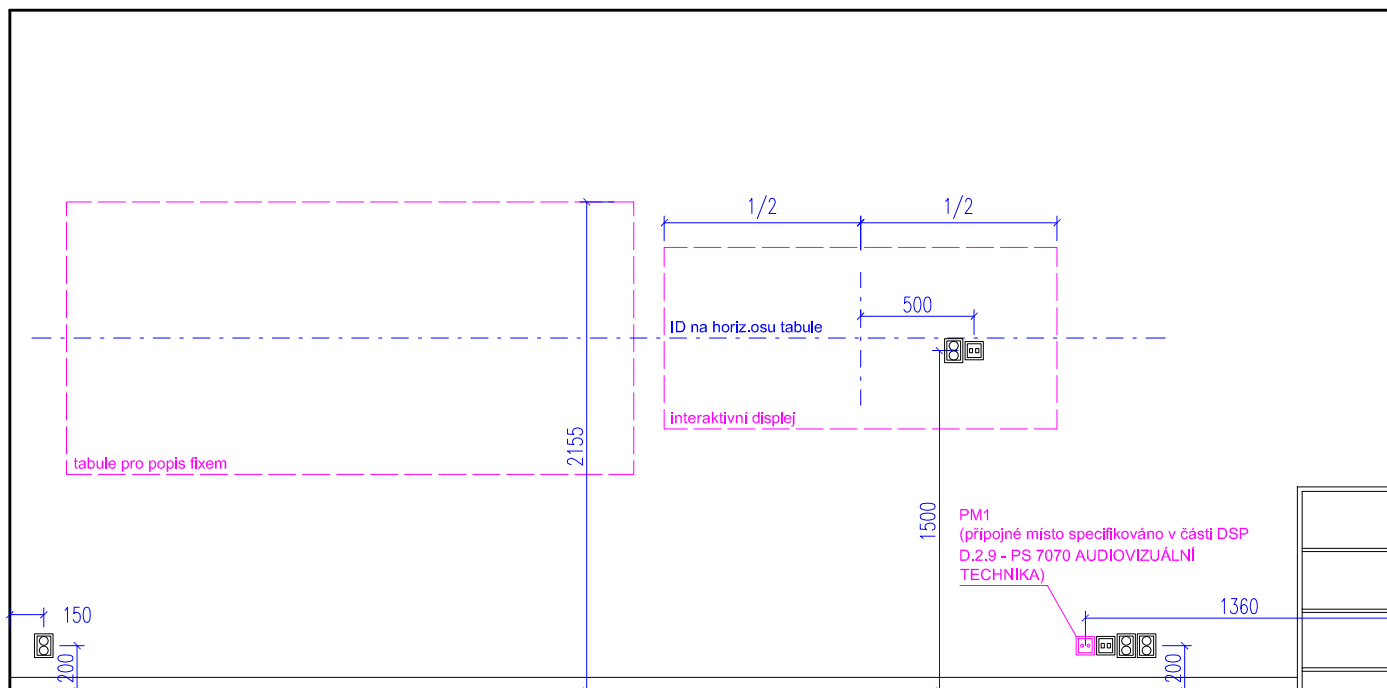 1/2
1/2
500
ID na horiz.osu tabule
interaktivní displej
tabule pro popis fixem
2155
1500
PM1
(přípojné místo specifikováno v části DSP
D.2.9 - PS 7070 AUDIOVIZUÁLNÍ
TECHNIKA)
150
1360
200
200